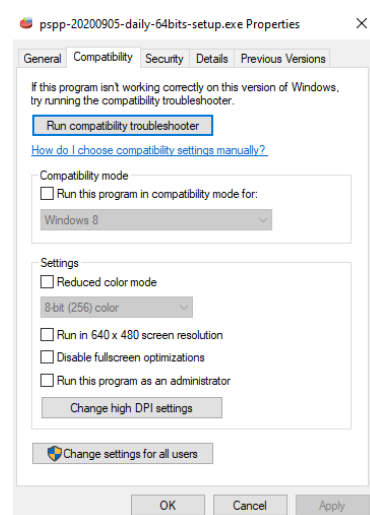 pspp-20200905-daily-64bits-setup.exe Properties
General Compatibility Security Details Previous Versions
If this program isn't working correctly on this version of Windows,
try running the compatibility troubleshooter.
Run compatibility troubleshooter
How do I choose compatibility settings manually?
Compatibility mode
Run this program in compatibility mode for:
Windows 8
Settings
Reduced color mode
8-bit (256) color
Run in 640 x 480 screen resolution
Disable fullscreen optimizations
Run this program as an administrator
Change high DPI settings
Change settings for all users
OK Cancel Apply